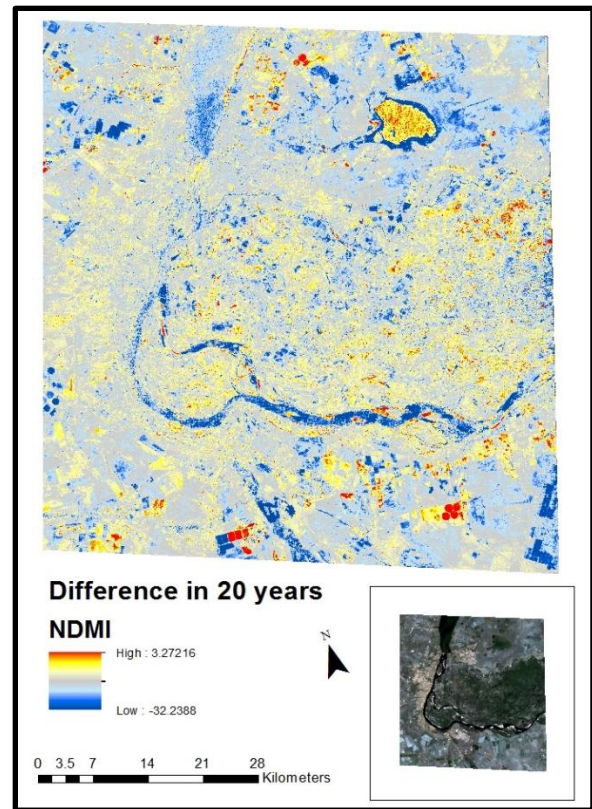 Difference in 20 years
NDMI
High : 3.27216
Low : -32.2388
N
0 3.5 7 14 21 28
Kilometers